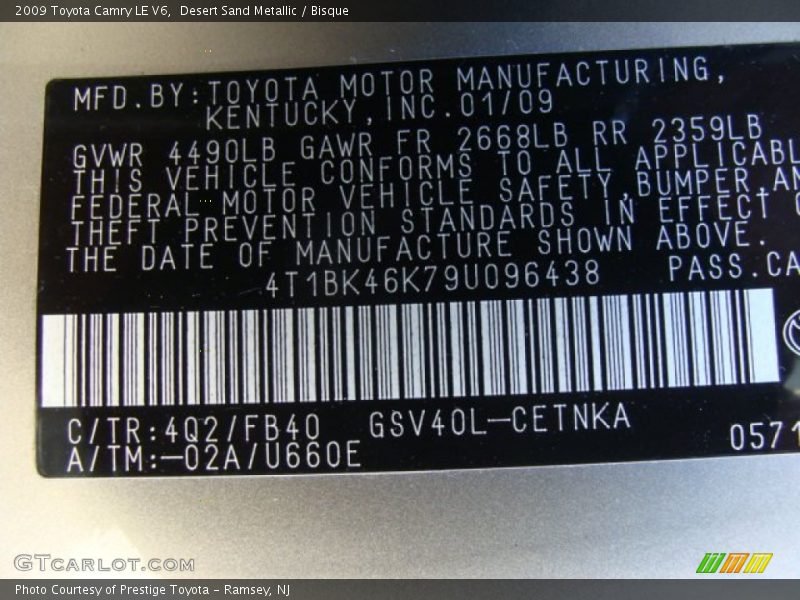 2009 Toyota Camry LE V6, Desert Sand Metallic / Bisque
MFD.BY:TOYOTA MOTOR MANUFACTURING,
KENTUCKY,INC.01/09
GVWR 4490LB GAWR FR 2668LB RR 2359LB
THIS VEHICLE CONFORMS TO ALL APPLICABL
FEDERAL MOTOR VEHICLE SAFETY,BUMPER,AN
THEFT PREVENTION STANDARDS IN EFFECT O
THE DATE OF MANUFACTURE SHOWN ABOVE.
4T1BK46K79U096438 PASS.CA
C/TR:4Q2/FB40 GSV40L-CETNKA
A/TM:-02A/U660E 0571
GTCARLOT.COM
Photo Courtesy of Prestige Toyota - Ramsey, NJ